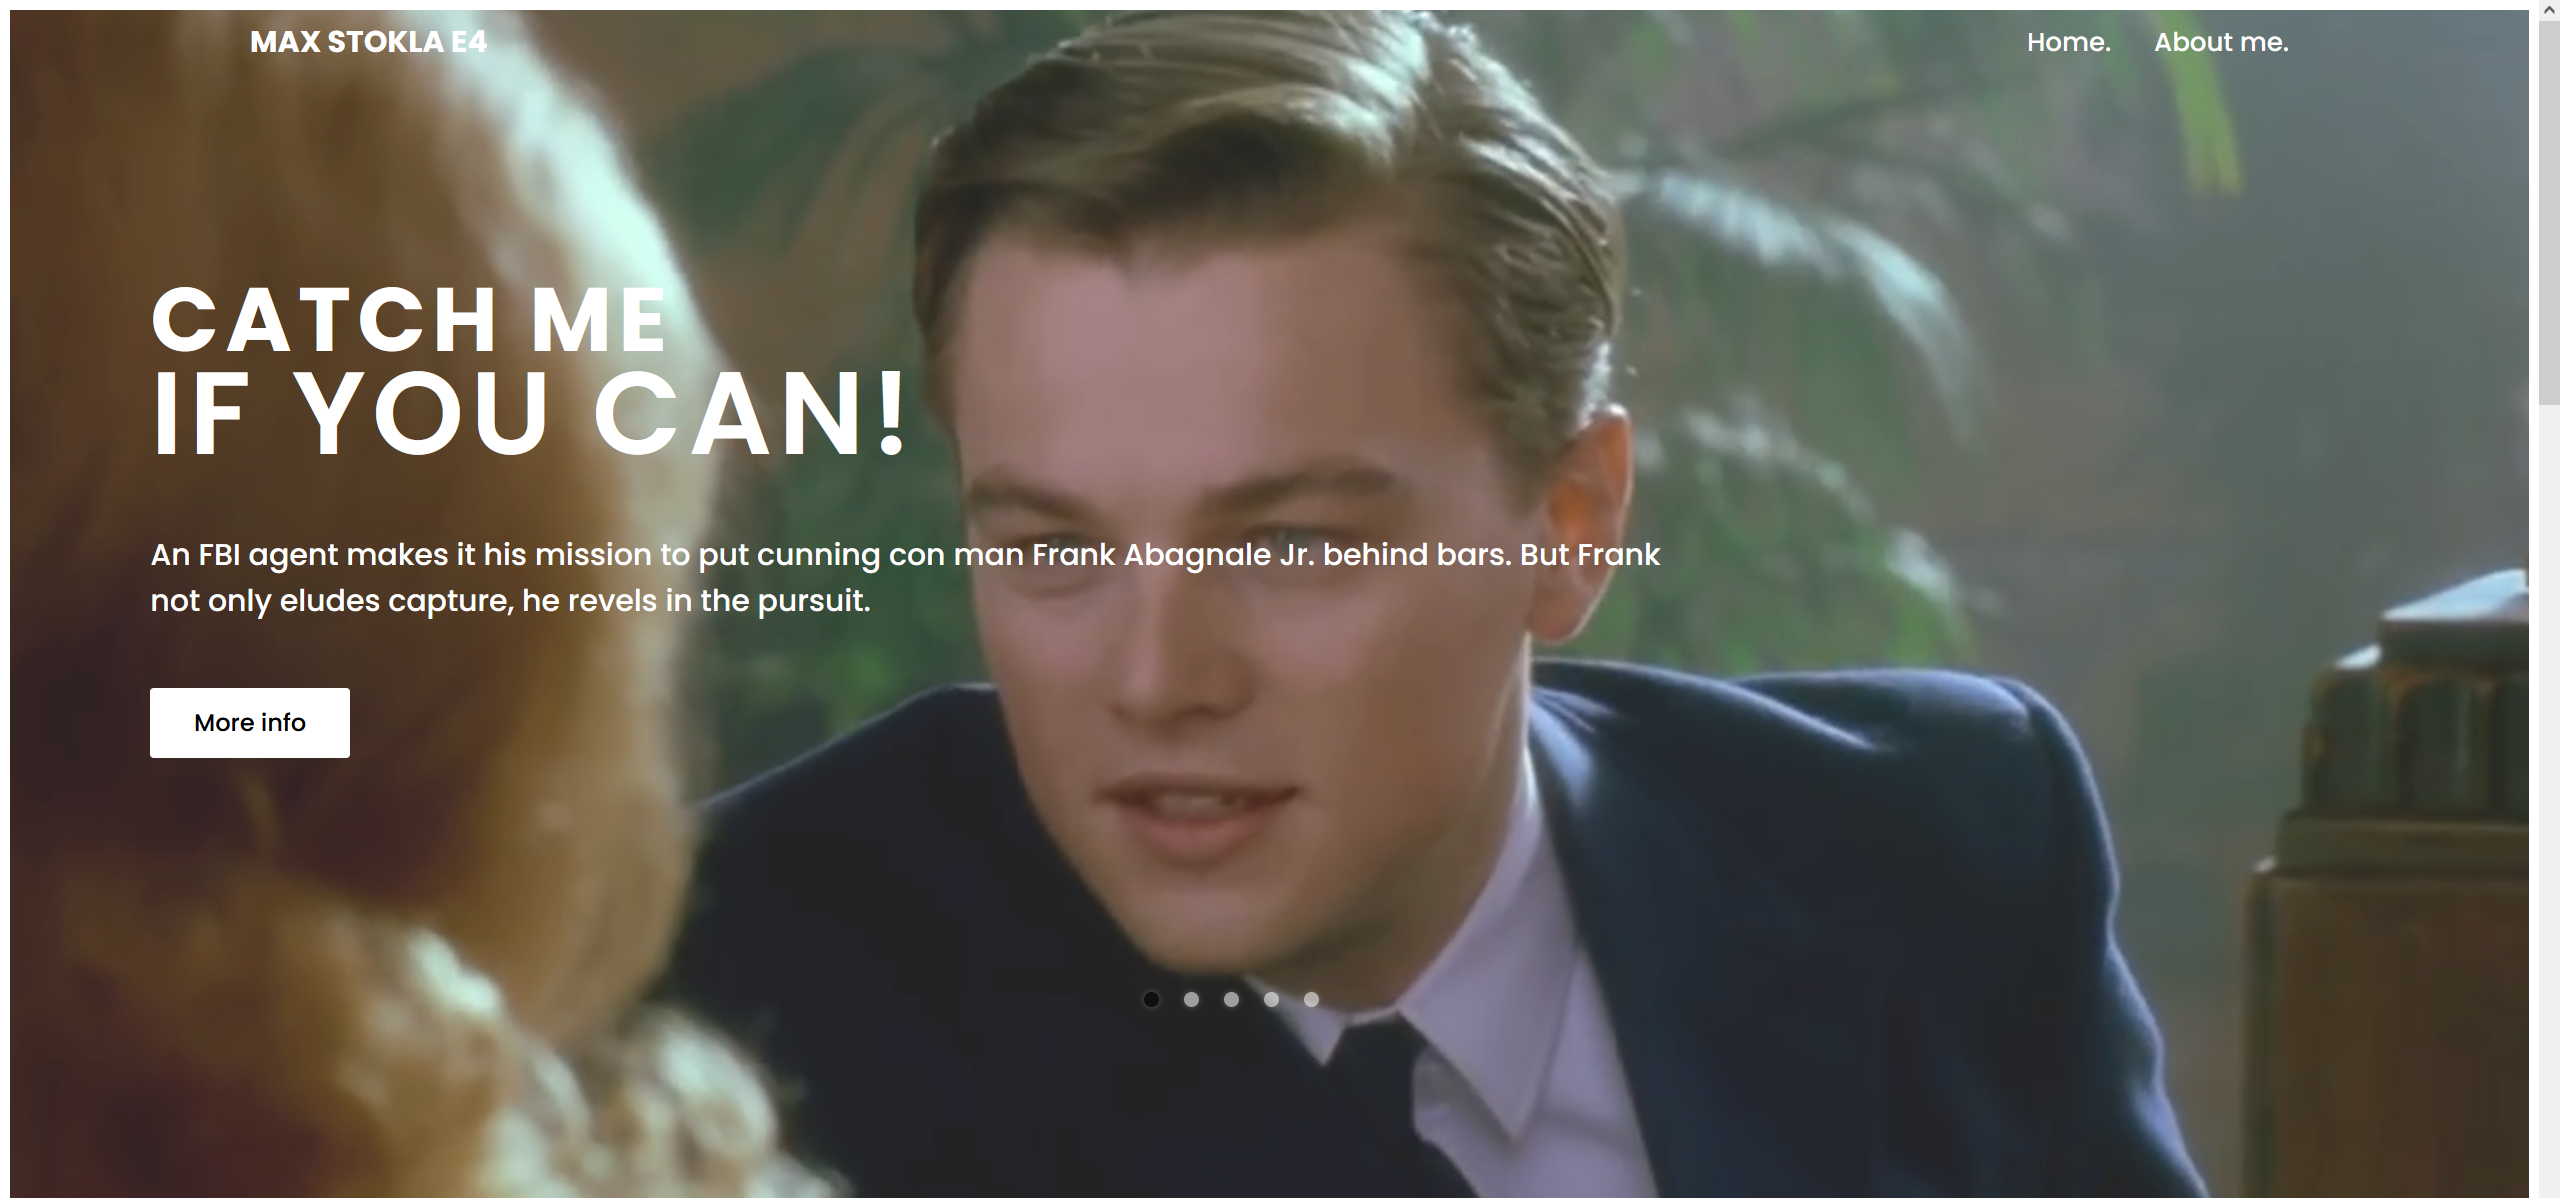 MAX STOKLA E4
Home. About me.
CATCH ME
IF YOU CAN!
An FBI agent makes it his mission to put cunning con man Frank Abagnale Jr. behind bars. But Frank
not only eludes capture, he revels in the pursuit.
More info